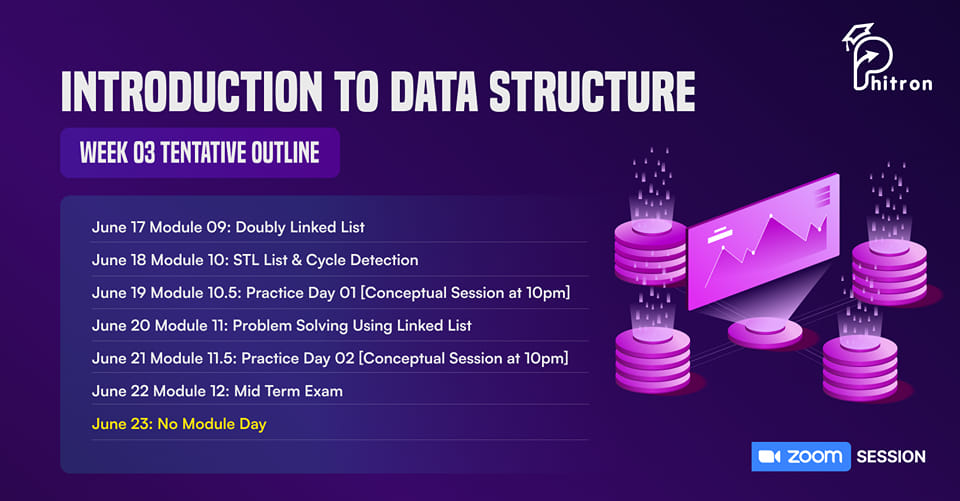 Phitron
INTRODUCTION TO DATA STRUCTURE
WEEK 03 TENTATIVE OUTLINE
June 17 Module 09: Doubly Linked List
June 18 Module 10: STL List & Cycle Detection
June 19 Module 10.5: Practice Day 01 [Conceptual Session at 10pm]
June 20 Module 11: Problem Solving Using Linked List
June 21 Module 11.5: Practice Day 02 [Conceptual Session at 10pm]
June 22 Module 12: Mid Term Exam
June 23: No Module Day
zoom SESSION